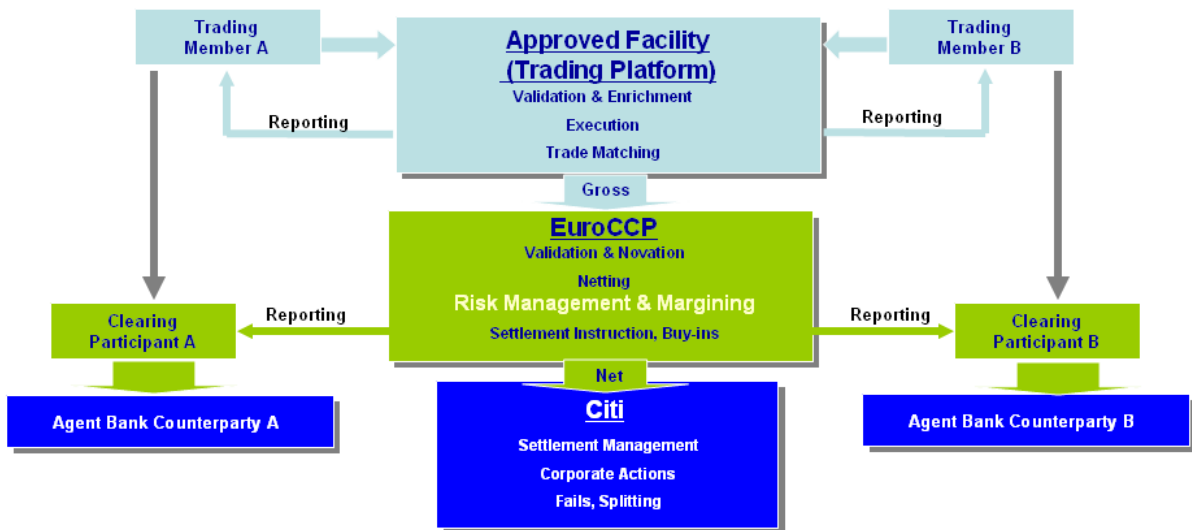 Trading
Member A
Approved Facility
(Trading Platform)
Validation & Enrichment
Execution
Trade Matching
Trading
Member B
Reporting
Reporting
Gross
EuroCCP
Validation & Novation
Netting
Risk Management & Margining
Settlement Instruction, Buy-ins
Reporting
Reporting
Clearing
Participant A
Clearing
Participant B
Net
Agent Bank Counterparty A
Citi
Settlement Management
Corporate Actions
Fails, Splitting
Agent Bank Counterparty B